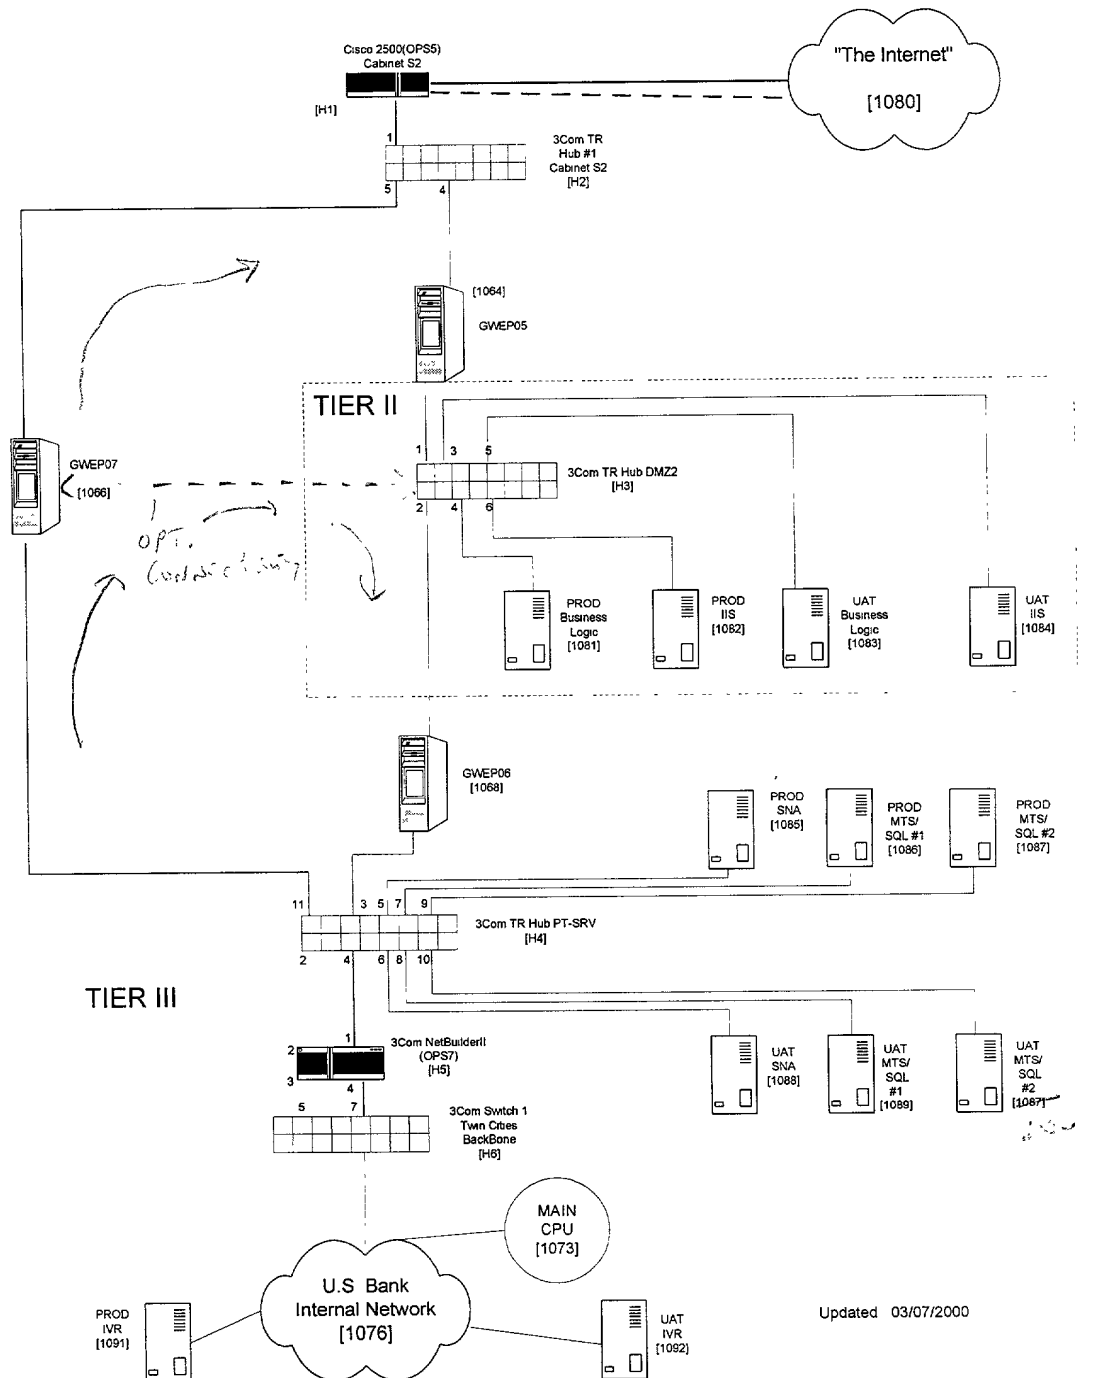 Cisco 2500(OPS5)
Cabinet S2
[H1]
"The Internet"
[1080]
1
3Com TR
Hub #1
Cabinet S2
[H2]
5
4
[1064]
GWEP05
TIER II
1
3
5
3Com TR Hub DMZ2
[H3]
2
4
6
GWEP07
[1066]
OPT.
PROD
Business
Logic
[1081]
PROD
IIS
[1082]
UAT
Business
Logic
[1083]
UAT
IIS
[1084]
GWEP06
[1068]
PROD
SNA
[1085]
PROD
MTS/
SQL #1
[1086]
PROD
MTS/
SQL #2
[1087]
11
3
5
7
9
3Com TR Hub PT-SRV
[H4]
2
4
6
8
10
TIER III
1
2
3
4
3Com NetBuilderII
(OPS7)
[H5]
UAT
SNA
[1088]
UAT
MTS/
SQL
#1
[1089]
UAT
MTS/
SQL
#2
[1087]
5
7
3Com Switch 1
Twin Cities
BackBone
[H6]
MAIN
CPU
[1073]
U.S Bank
Internal Network
[1076]
PROD
IVR
[1091]
UAT
IVR
[1092]
Updated 03/07/2000